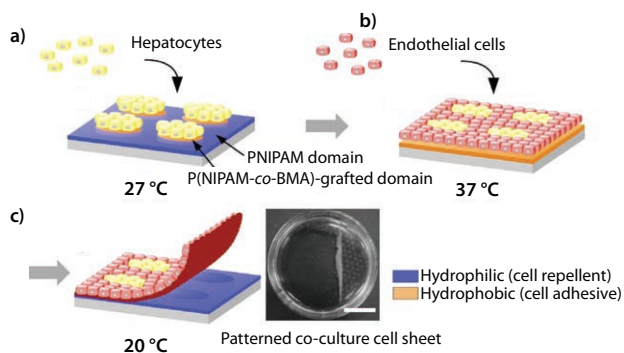 a)
Hepatocytes
PNIPAM domain
P(NIPAM-co-BMA)-grafted domain
27 °C
b)
Endothelial cells
37 °C
c)
20 °C
Patterned co-culture cell sheet
Hydrophilic (cell repellent)
Hydrophobic (cell adhesive)